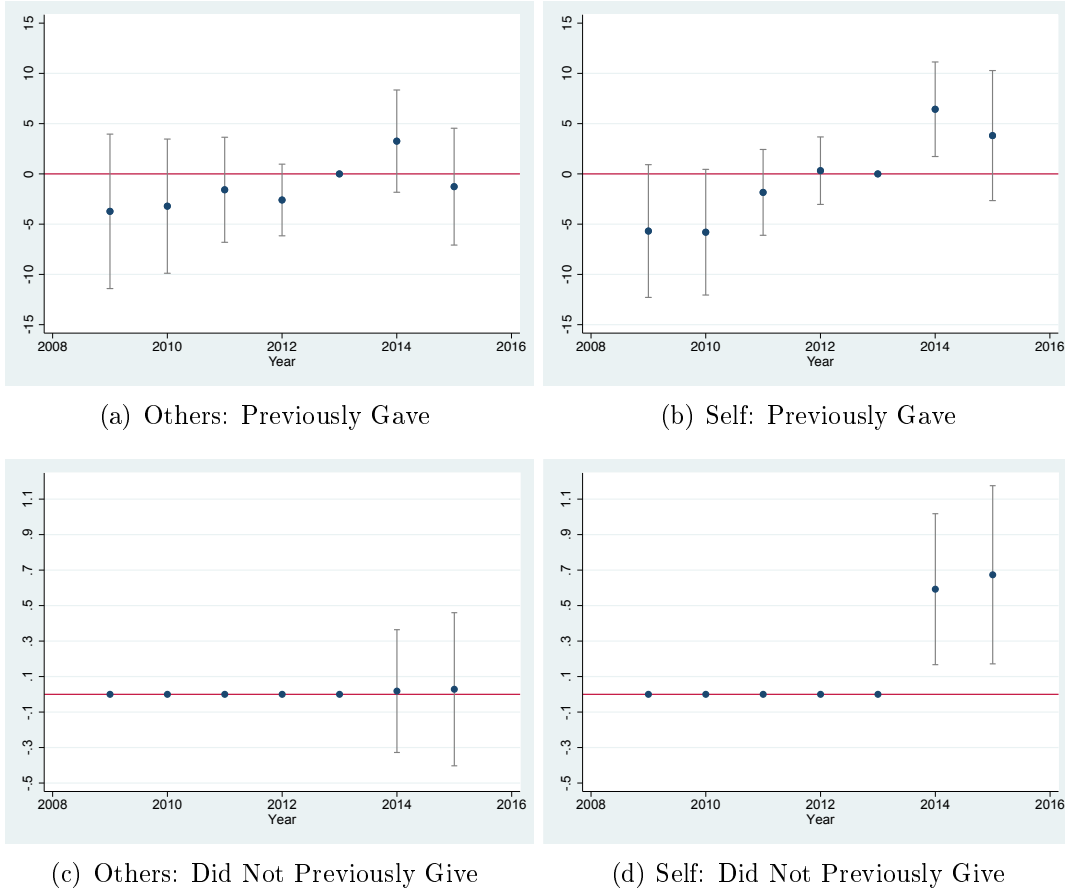 15
10
5
0
-5
-10
-15
2008 2010 2012 2014 2016
Year
(a) Others: Previously Gave
15
10
5
0
-5
-10
-15
2008 2010 2012 2014 2016
Year
(b) Self: Previously Gave
1.1
.9
.7
.5
.3
.1
-.1
-.3
-.5
2008 2010 2012 2014 2016
Year
(c) Others: Did Not Previously Give
1.1
.9
.7
.5
.3
.1
-.1
-.3
-.5
2008 2010 2012 2014 2016
Year
(d) Self: Did Not Previously Give